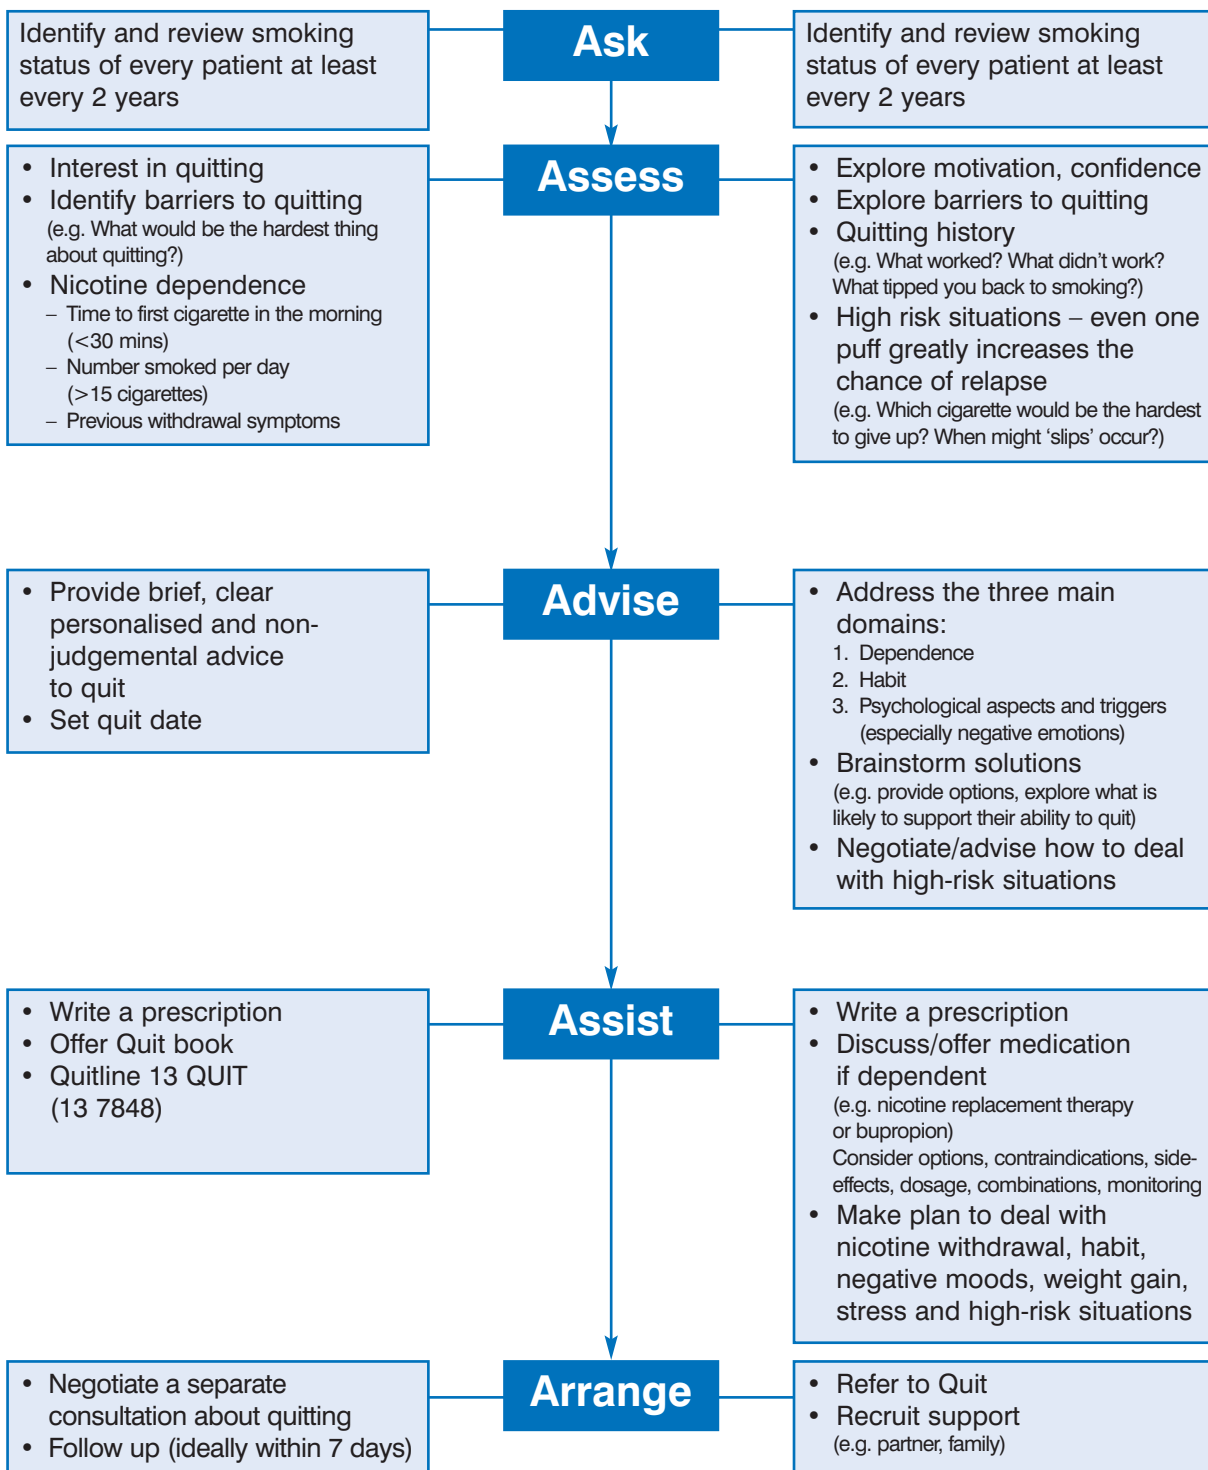 Identify and review smoking
status of every patient at least
every 2 years
Ask
Identify and review smoking
status of every patient at least
every 2 years
• Interest in quitting
• Identify barriers to quitting
(e.g. What would be the hardest thing
about quitting?)
• Nicotine dependence
– Time to first cigarette in the morning
(<30 mins)
– Number smoked per day
(>15 cigarettes)
– Previous withdrawal symptoms
Assess
• Explore motivation, confidence
• Explore barriers to quitting
• Quitting history
(e.g. What worked? What didn't work?
What tipped you back to smoking?)
• High risk situations – even one
puff greatly increases the
chance of relapse
(e.g. Which cigarette would be the hardest
to give up? When might ‘slips’ occur?)
• Provide brief, clear
personalised and non-
judgemental advice
to quit
• Set quit date
Advise
• Address the three main
domains:
1. Dependence
2. Habit
3. Psychological aspects and triggers
(especially negative emotions)
• Brainstorm solutions
(e.g. provide options, explore what is
likely to support their ability to quit)
• Negotiate/advise how to deal
with high-risk situations
• Write a prescription
• Offer Quit book
• Quitline 13 QUIT
(13 7848)
Assist
• Write a prescription
• Discuss/offer medication
if dependent
(e.g. nicotine replacement therapy
or bupropion)
Consider options, contraindications, side-
effects, dosage, combinations, monitoring
• Make plan to deal with
nicotine withdrawal, habit,
negative moods, weight gain,
stress and high-risk situations
• Negotiate a separate
consultation about quitting
• Follow up (ideally within 7 days)
Arrange
• Refer to Quit
• Recruit support
(e.g. partner, family)